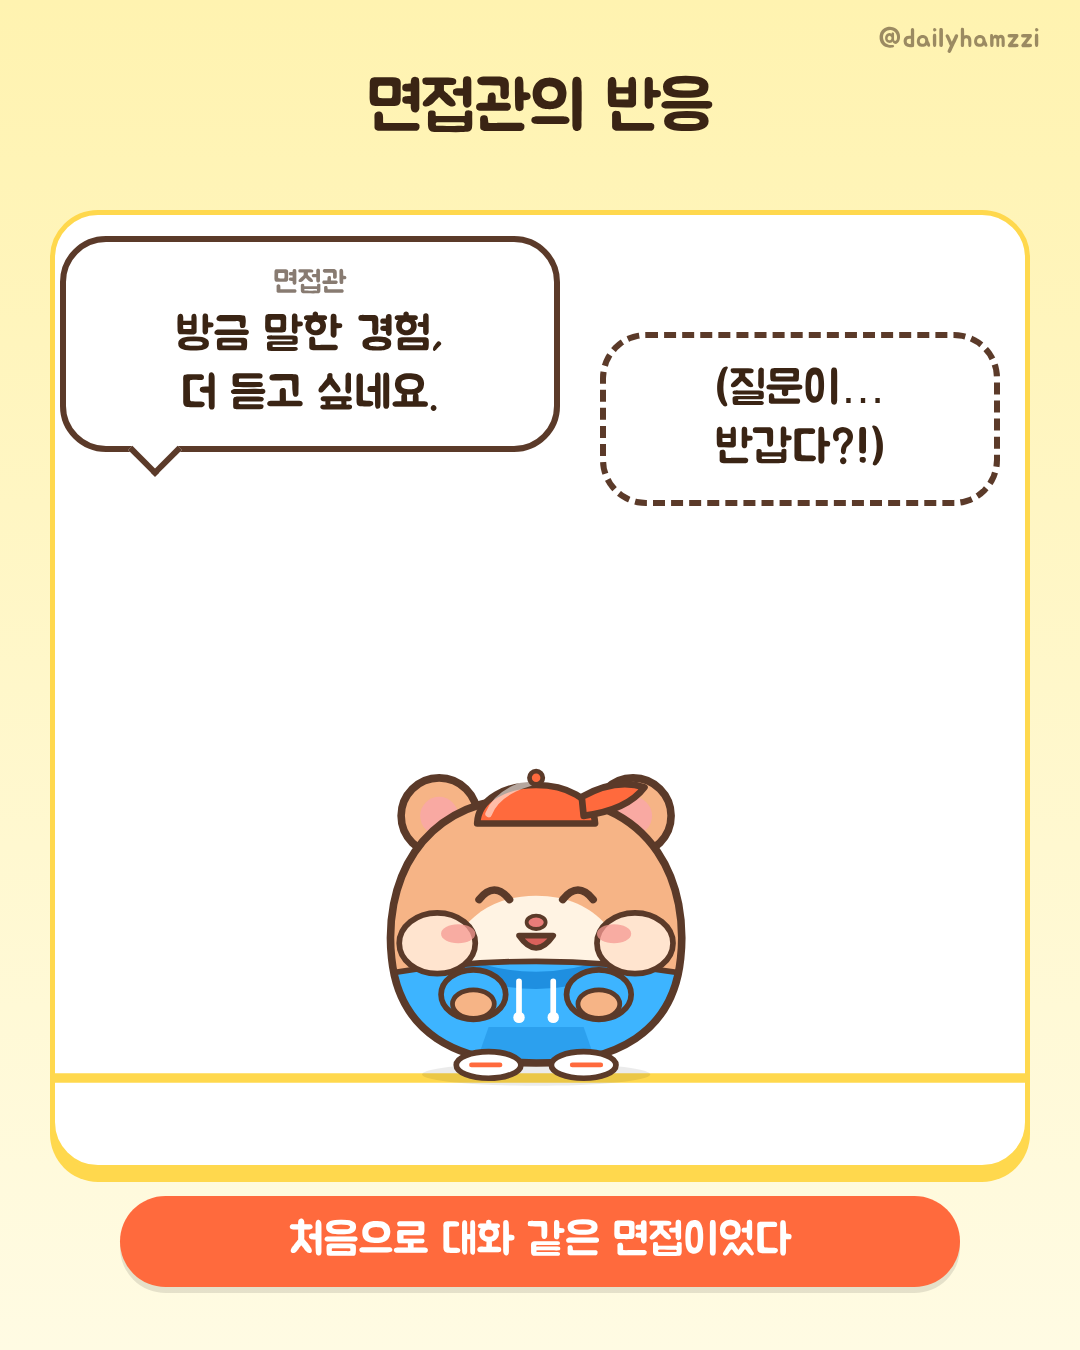 @dailyhamzzi
면접관의 반응
면접관
방금 말한 경험,
더 듣고 싶네요.
(질문이...
반갑다?!)
처음으로 대화 같은 면접이었다